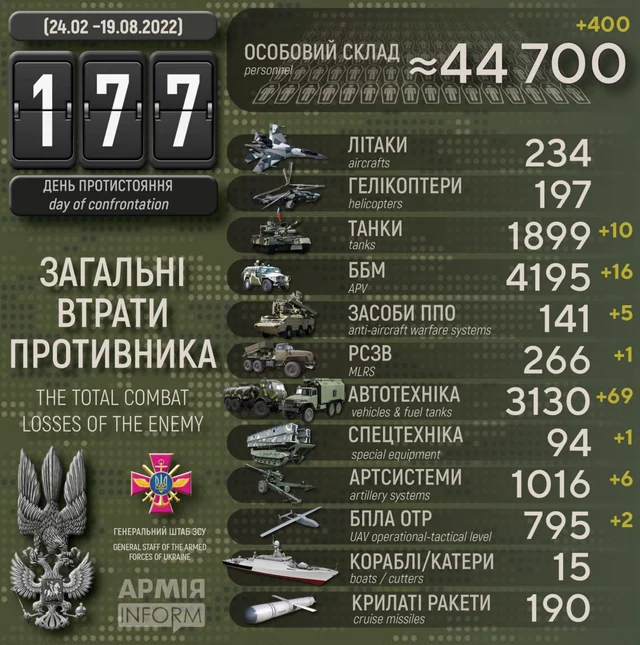 (24.02 –19.08.2022)
177
ДЕНЬ ПРОТИСТОЯННЯ
day of confrontation
ЗАГАЛЬНІ
ВТРАТИ
ПРОТИВНИКА
THE TOTAL COMBAT
LOSSES OF THE ENEMY
ГЕНЕРАЛЬНИЙ ШТАБ ЗСУ
GENERAL STAFF OF THE ARMED
FORCES OF UKRAINE
АРМІЯ
INFORM
+400
ОСОБОВИЙ СКЛАД ≈44 700
personnel
ЛІТАКИ 234
aircrafts
ГЕЛІКОПТЕРИ 197
helicopters
ТАНКИ 1899 +10
tanks
ББМ 4195 +16
APV
ЗАСОБИ ППО 141 +5
anti-aircraft warfare systems
РСЗВ 266 +1
MLRS
АВТОТЕХНІКА 3130 +69
vehicles & fuel tanks
СПЕЦТЕХНІКА 94 +1
special equipment
АРТСИСТЕМИ 1016 +6
artillery systems
БПЛА ОТР 795 +2
UAV operational-tactical level
КОРАБЛІ/КАТЕРИ 15
boats / cutters
КРИЛАТІ РАКЕТИ 190
cruise missiles